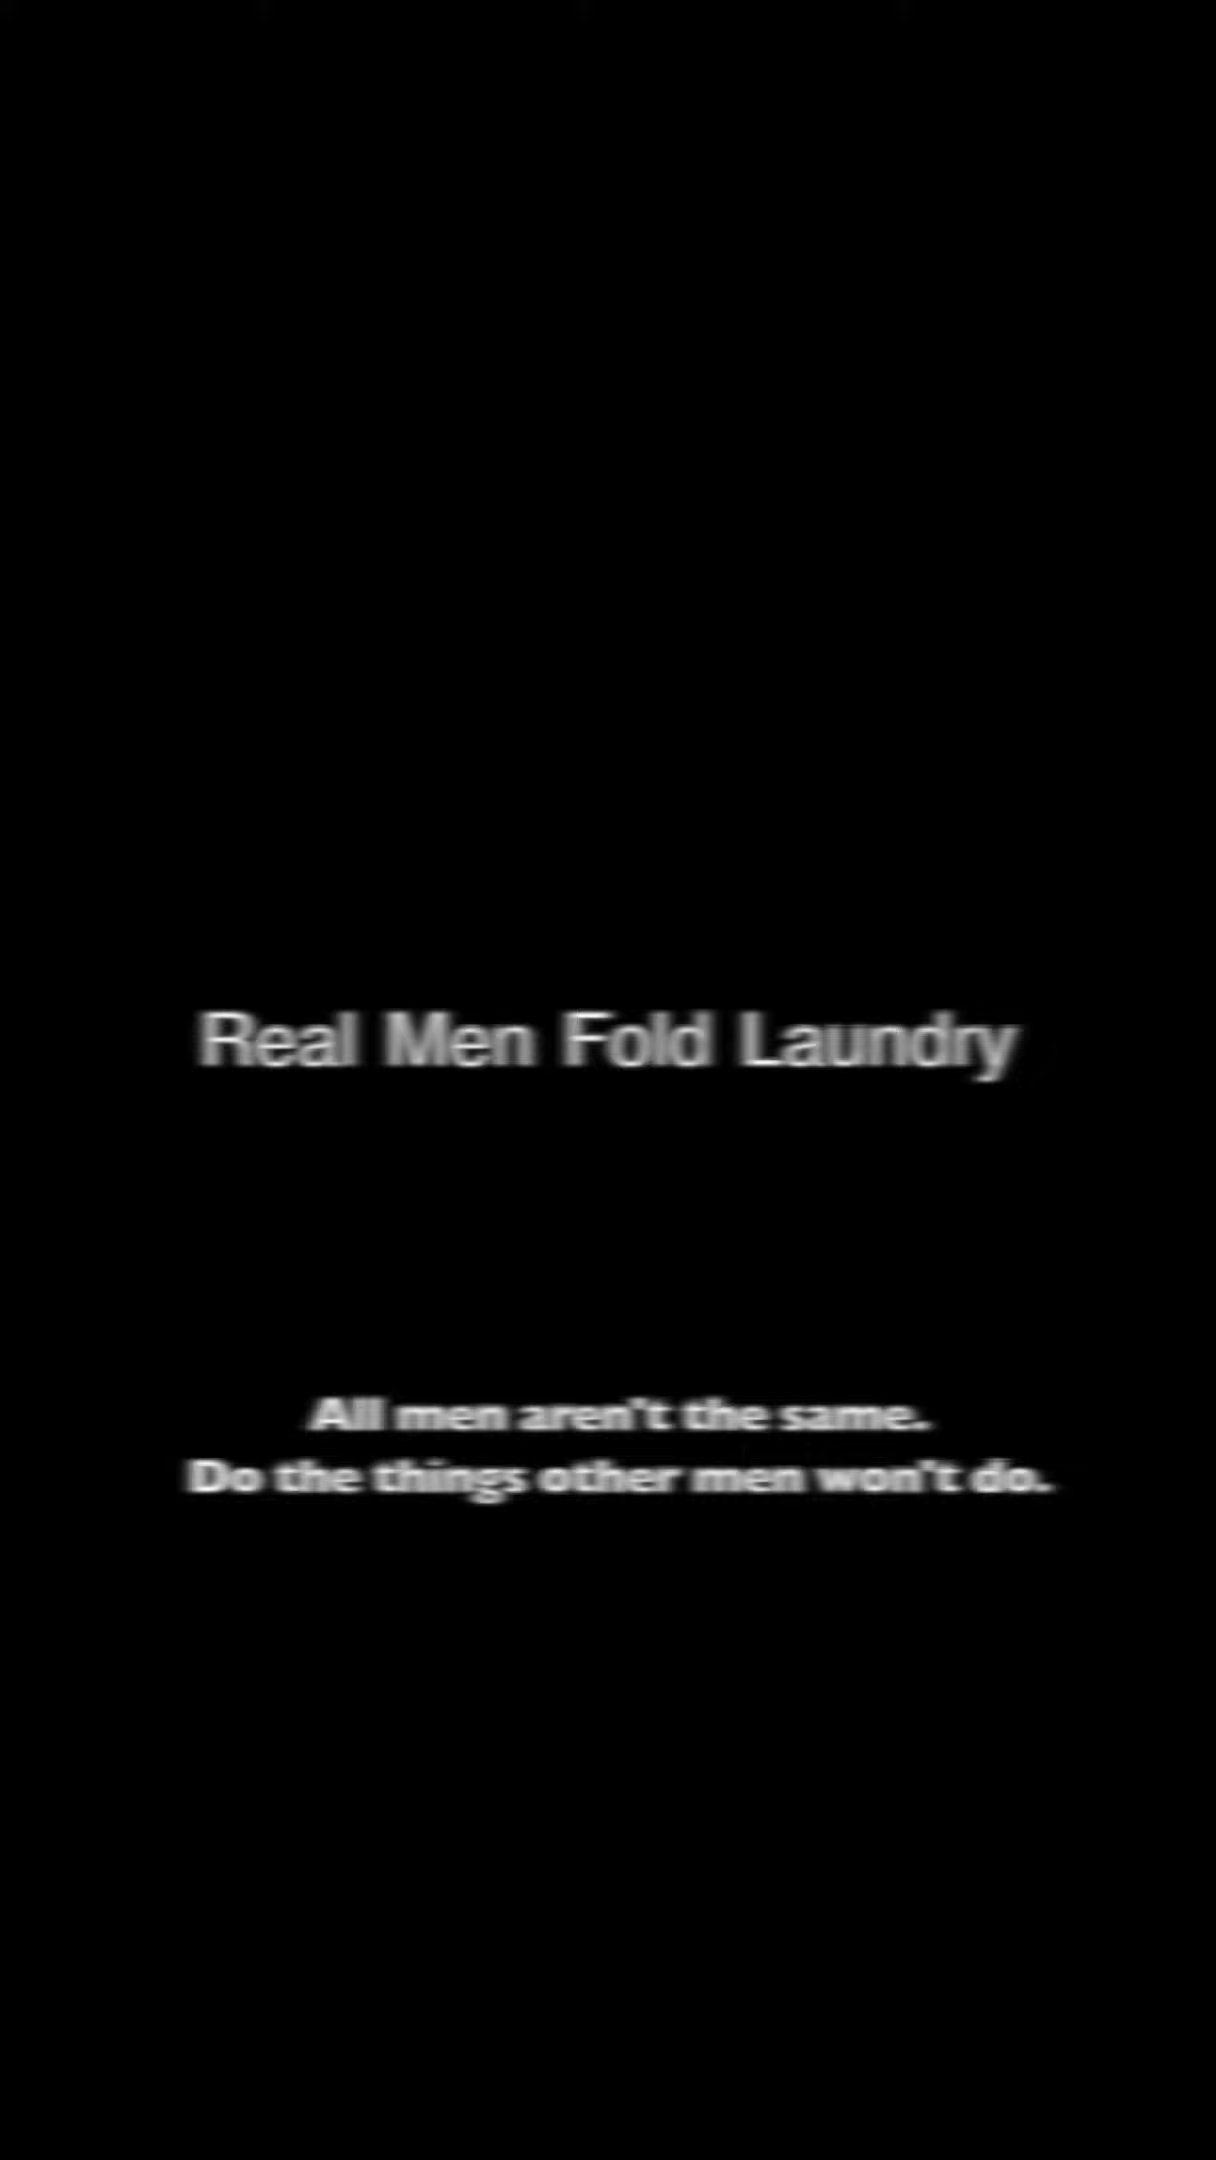 Real Men Fold Laundry
All men aren't the same.
Do the things other men won't do.